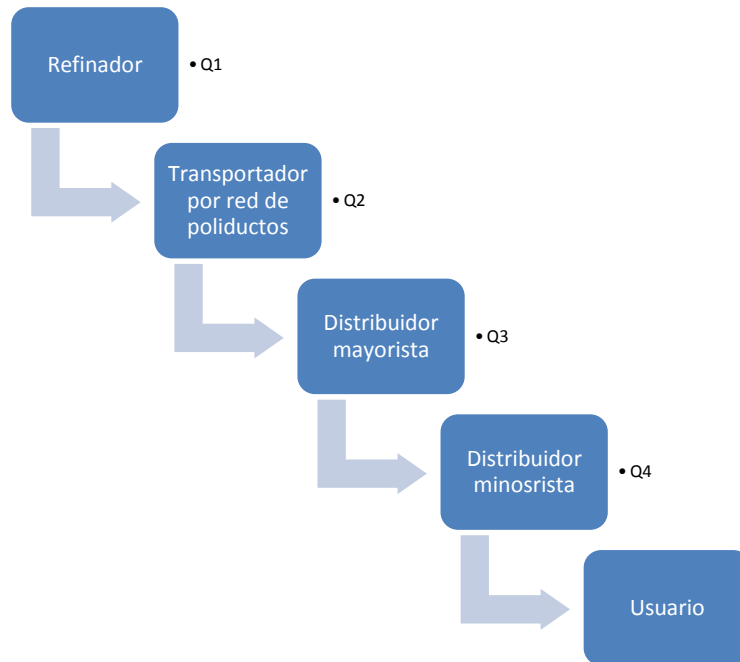 Refinador
• Q1
Transportador
por red de
poliductos
• Q2
Distribuidor
mayorista
• Q3
Distribuidor
minosrista
• Q4
Usuario